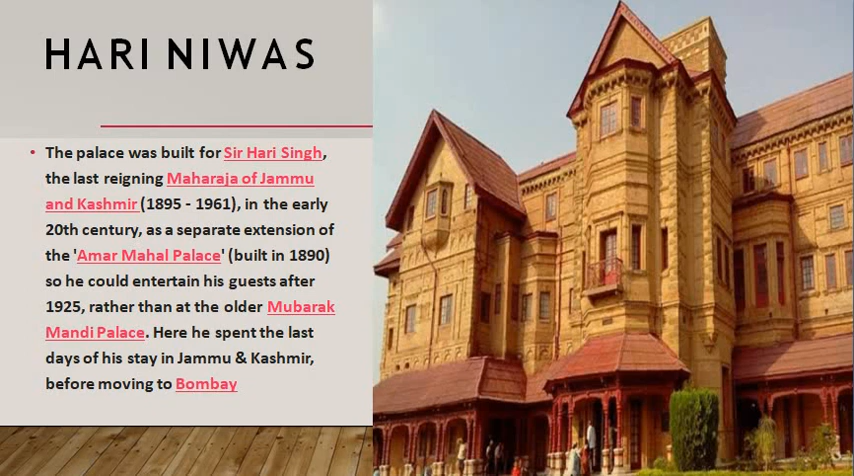 HARI NIWAS
• The palace was built for Sir Hari Singh,
the last reigning Maharaja of Jammu
and Kashmir (1895 - 1961), in the early
20th century, as a separate extension of
the 'Amar Mahal Palace' (built in 1890)
so he could entertain his guests after
1925, rather than at the older Mubarak
Mandi Palace. Here he spent the last
days of his stay in Jammu & Kashmir,
before moving to Bombay